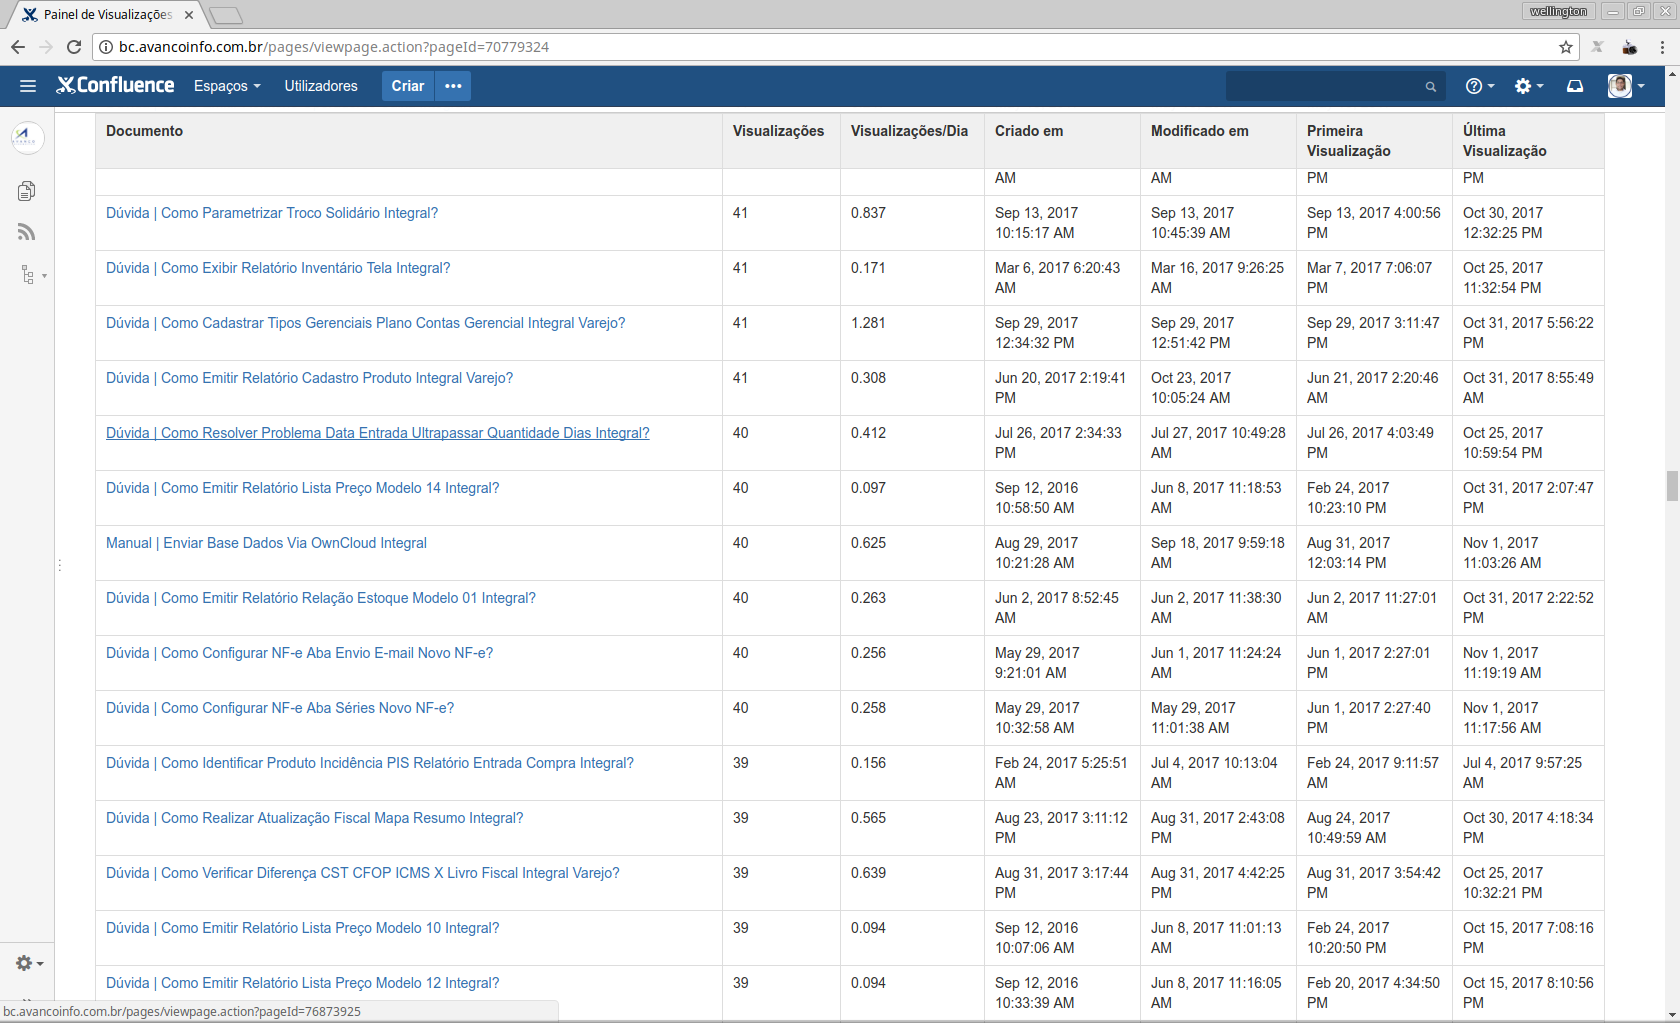 Painel de Visualizações
wellington
bc.avancoinfo.com.br/pages/viewpage.action?pageId=70779324
Confluence Espaços Utilizadores Criar •••
Documento Visualizações Visualizações/Dia Criado em Modificado em Primeira Última
Visualização Visualização
AM AM PM PM
Dúvida | Como Parametrizar Troco Solidário Integral? 41 0.837 Sep 13, 2017 Sep 13, 2017 Sep 13, 2017 4:00:56 Oct 30, 2017
10:15:17 AM 10:45:39 AM PM 12:32:25 PM
Dúvida | Como Exibir Relatório Inventário Tela Integral? 41 0.171 Mar 6, 2017 6:20:43 Mar 16, 2017 9:26:25 Mar 7, 2017 7:06:07 Oct 25, 2017
AM AM PM 11:32:54 PM
Dúvida | Como Cadastrar Tipos Gerenciais Plano Contas Gerencial Integral Varejo? 41 1.281 Sep 29, 2017 Sep 29, 2017 Sep 29, 2017 3:11:47 Oct 31, 2017 5:56:22
12:34:32 PM 12:51:42 PM PM PM
Dúvida | Como Emitir Relatório Cadastro Produto Integral Varejo? 41 0.308 Jun 20, 2017 2:19:41 Oct 23, 2017 Jun 21, 2017 2:20:46 Oct 31, 2017 8:55:49
PM 10:05:24 AM AM AM
Dúvida | Como Resolver Problema Data Entrada Ultrapassar Quantidade Dias Integral? 40 0.412 Jul 26, 2017 2:34:33 Jul 27, 2017 10:49:28 Jul 26, 2017 4:03:49 Oct 25, 2017
PM AM PM 10:59:54 PM
Dúvida | Como Emitir Relatório Lista Preço Modelo 14 Integral? 40 0.097 Sep 12, 2016 Jun 8, 2017 11:18:53 Feb 24, 2017 Oct 31, 2017 2:07:47
10:58:50 AM AM 10:23:10 PM PM
Manual | Enviar Base Dados Via OwnCloud Integral 40 0.625 Aug 29, 2017 Sep 18, 2017 9:59:18 Aug 31, 2017 Nov 1, 2017
10:21:28 AM AM 12:03:14 PM 11:03:26 AM
Dúvida | Como Emitir Relatório Relação Estoque Modelo 01 Integral? 40 0.263 Jun 2, 2017 8:52:45 Jun 2, 2017 11:38:30 Jun 2, 2017 11:27:01 Oct 31, 2017 2:22:52
AM AM AM PM
Dúvida | Como Configurar NF-e Aba Envio E-mail Novo NF-e? 40 0.256 May 29, 2017 Jun 1, 2017 11:24:24 Jun 1, 2017 2:27:01 Nov 1, 2017
9:21:01 AM AM PM 11:19:19 AM
Dúvida | Como Configurar NF-e Aba Séries Novo NF-e? 40 0.258 May 29, 2017 May 29, 2017 Jun 1, 2017 2:27:40 Nov 1, 2017
10:32:58 AM 11:01:38 AM PM 11:17:56 AM
Dúvida | Como Identificar Produto Incidência PIS Relatório Entrada Compra Integral? 39 0.156 Feb 24, 2017 5:25:51 Jul 4, 2017 10:13:04 Feb 24, 2017 9:11:57 Jul 4, 2017 9:57:25
AM AM AM AM
Dúvida | Como Realizar Atualização Fiscal Mapa Resumo Integral? 39 0.565 Aug 23, 2017 3:11:12 Aug 31, 2017 2:43:08 Aug 24, 2017 Oct 30, 2017 4:18:34
PM PM 10:49:59 AM PM
Dúvida | Como Verificar Diferença CST CFOP ICMS X Livro Fiscal Integral Varejo? 39 0.639 Aug 31, 2017 3:17:44 Aug 31, 2017 4:42:25 Aug 31, 2017 3:54:42 Oct 25, 2017
PM PM PM 10:32:21 PM
Dúvida | Como Emitir Relatório Lista Preço Modelo 10 Integral? 39 0.094 Sep 12, 2016 Jun 8, 2017 11:01:13 Feb 24, 2017 Oct 15, 2017 7:08:16
10:07:06 AM AM 10:20:50 PM PM
Dúvida | Como Emitir Relatório Lista Preço Modelo 12 Integral? 39 0.094 Sep 12, 2016 Jun 8, 2017 11:16:05 Feb 20, 2017 4:34:50 Oct 15, 2017 8:10:56
10:33:39 AM AM PM PM
bc.avancoinfo.com.br/pages/viewpage.action?pageId=76873925